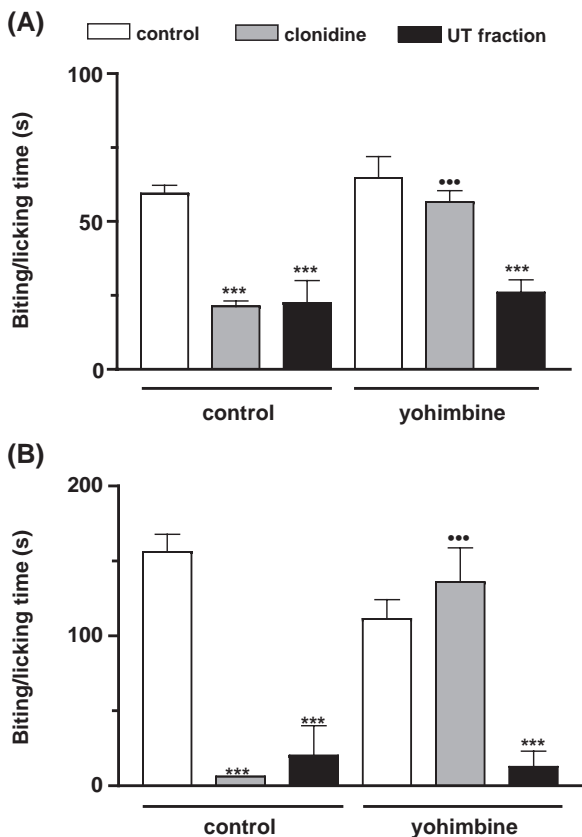 (A)
control clonidine UT fraction
Biting/licking time (s)
100
50
0
***
***
•••
***
control yohimbine
(B)
Biting/licking time (s)
200
100
0
***
***
•••
***
control yohimbine